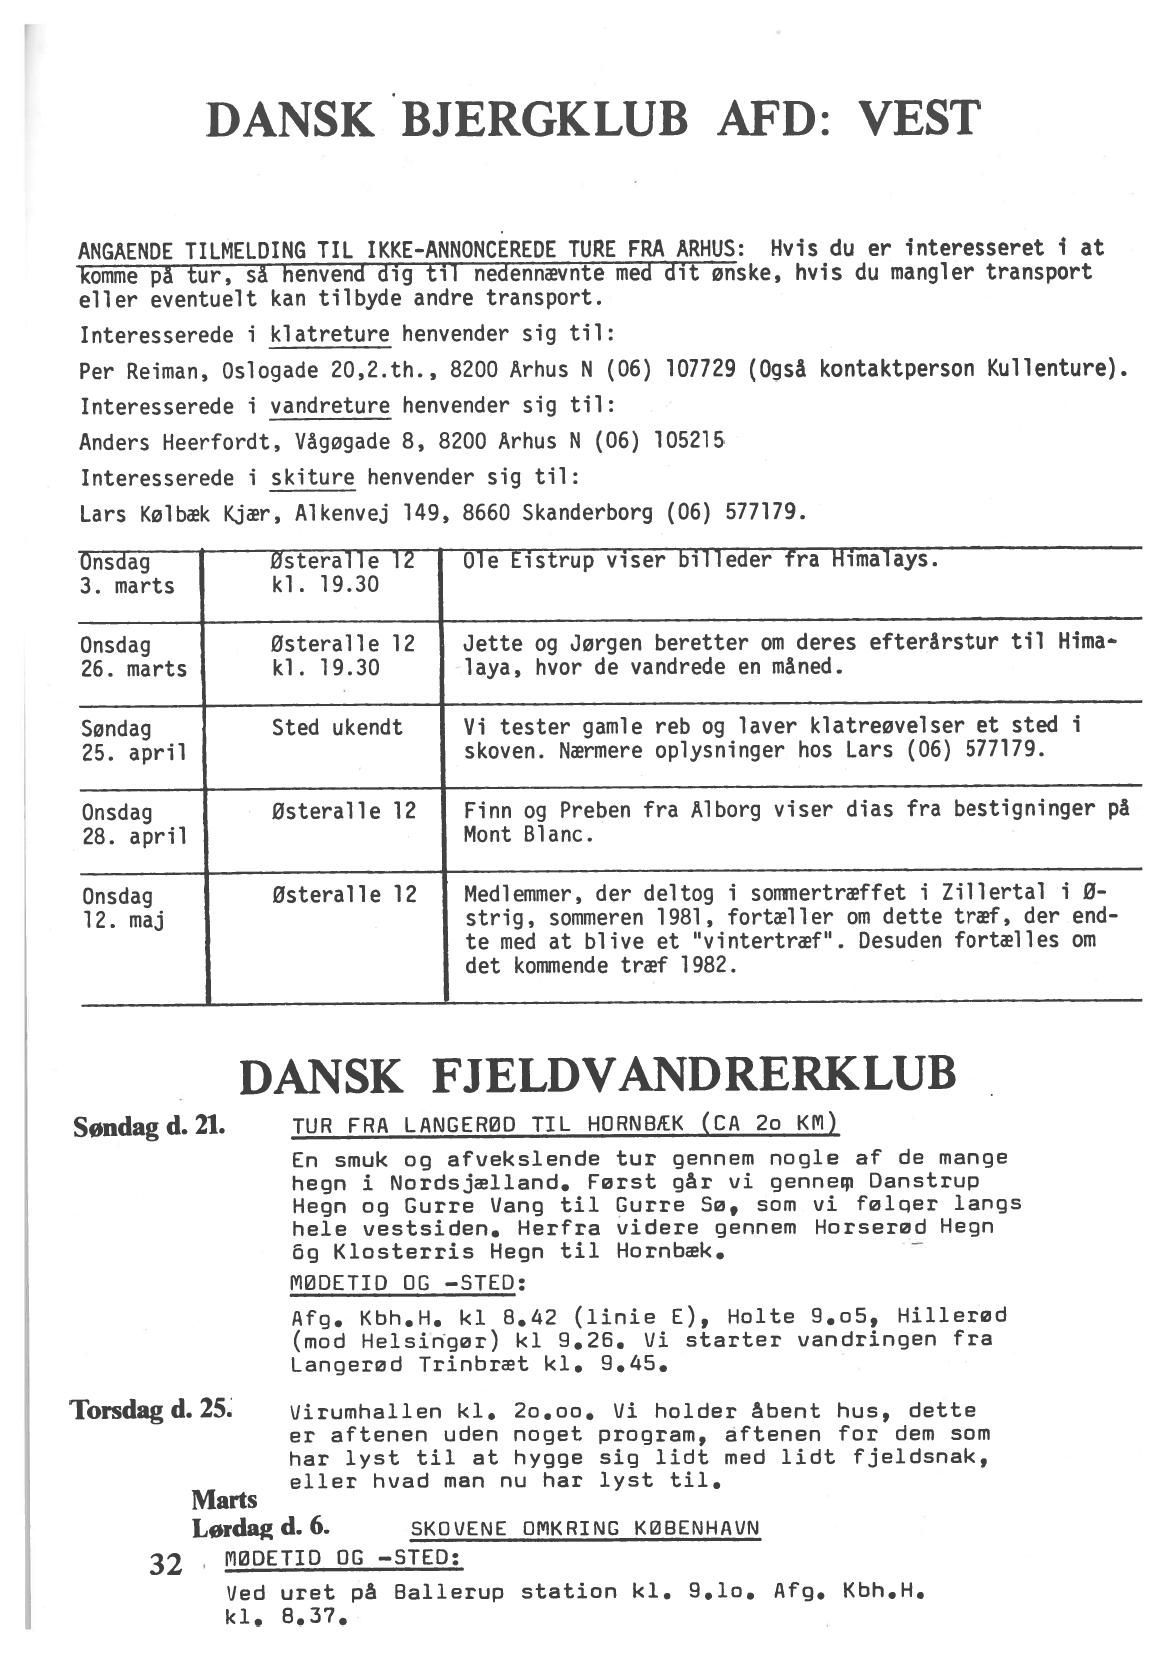 DANSK BJERGKLUB AFD: VEST
ANGÅENDE TILMELDING TIL IKKE-ANNONCEREDE TURE FRA ÅRHUS: Hvis du er interesseret i at
komme på tur, så henvend dig til nedennævnte med dit ønske, hvis du mangler transport
eller eventuelt kan tilbyde andre transport.
Interesserede i klatreture henvender sig til:
Per Reiman, Oslogade 20,2.th., 8200 Århus N (06) 107729 (Også kontaktperson Kullenture).
Interesserede i vandreture henvender sig til:
Anders Heerfordt, Vågøgade 8, 8200 Århus N (06) 105215
Interesserede i skiture henvender sig til:
Lars Kølbæk Kjær, Alkenvej 149, 8660 Skanderborg (06) 577179.
Onsdag
3. marts
Østeralle 12
kl. 19.30
Ole Eistrup viser billeder fra Himalays.
Onsdag
26. marts
Østeralle 12
kl. 19.30
Jette og Jørgen beretter om deres efterårstur til Hima-
laya, hvor de vandrede en måned.
Søndag
25. april
Sted ukendt
Vi tester gamle reb og laver klatreøvelser et sted i
skoven. Nærmere oplysninger hos Lars (06) 577179.
Onsdag
28. april
Østeralle 12
Finn og Preben fra Ålborg viser dias fra bestigninger på
Mont Blanc.
Onsdag
12. maj
Østeralle 12
Medlemmer, der deltog i sommertræffet i Zillertal i Ø-
strig, sommeren 1981, fortæller om dette træf, der end-
te med at blive et "vintertræf". Desuden fortælles om
det kommende træf 1982.
DANSK FJELDVANDRERKLUB
Søndag d. 21.
TUR FRA LANGERØD TIL HORNBÆK (CA 2o KM)
En smuk og afvekslende tur gennem nogle af de mange
hegn i Nordsjælland. Først går vi gennem Danstrup
Hegn og Gurre Vang til Gurre Sø, som vi følger langs
hele vestsiden. Herfra videre gennem Horserød Hegn
og Klosterris Hegn til Hornbæk.
MØDETID OG -STED:
Afg. Kbh.H. kl 8.42 (linie E), Holte 9.o5, Hillerød
(mod Helsingør) kl 9.26. Vi starter vandringen fra
Langerød Trinbræt kl. 9.45.
Torsdag d. 25.
Virumhallen kl. 2o.oo. Vi holder åbent hus, dette
er aftenen uden noget program, aftenen for dem som
har lyst til at hygge sig lidt med lidt fjeldsnak,
eller hvad man nu har lyst til.
Marts
Lørdag d. 6.
SKOVENE OMKRING KØBENHAVN
MØDETID OG -STED:
Ved uret på Ballerup station kl. 9.1o. Afg. Kbh.H.
kl. 8.37.
32